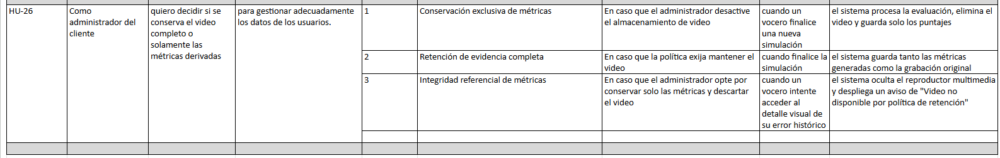 HU-26
Como
administrador del
cliente
quiero decidir si se
conserva el video
completo o
solamente las
métricas derivadas
para gestionar adecuadamente
los datos de los usuarios.
1
Conservación exclusiva de métricas
En caso que el administrador desactive
el almacenamiento de video
cuando un
vocero finalice
una nueva
simulación
el sistema procesa la evaluación, elimina el
video y guarda solo los puntajes
2
Retención de evidencia completa
En caso que la política exija mantener el
video
cuando finalice la
simulación
el sistema guarda tanto las métricas
generadas como la grabación original
3
Integridad referencial de métricas
En caso que el administrador opte por
conservar solo las métricas y descartar
el video
cuando un
vocero intente
acceder al
detalle visual de
su error histórico
el sistema oculta el reproductor multimedia
y despliega un aviso de "Video no
disponible por política de retención"